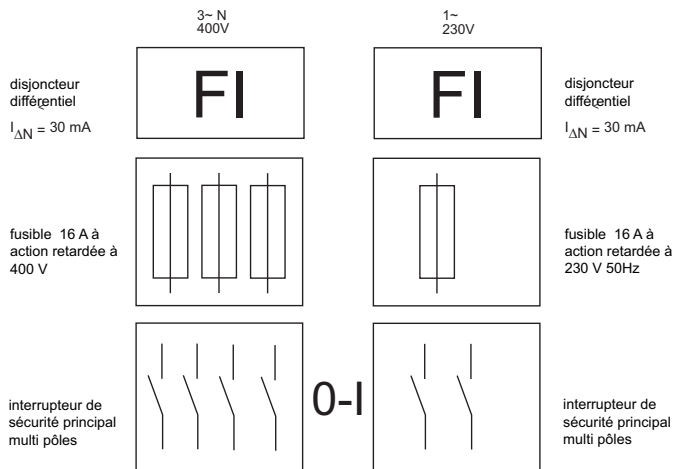 3~ N
400V
1~
230V
disjoncteur
différentiel
I∆N = 30 mA
FI
FI
disjoncteur
différentiel
I∆N = 30 mA
fusible 16 A à
action retardée à
400 V
fusible 16 A à
action retardée à
230 V 50Hz
interrupteur de
sécurité principal
multi pôles
0-I
interrupteur de
sécurité principal
multi pôles